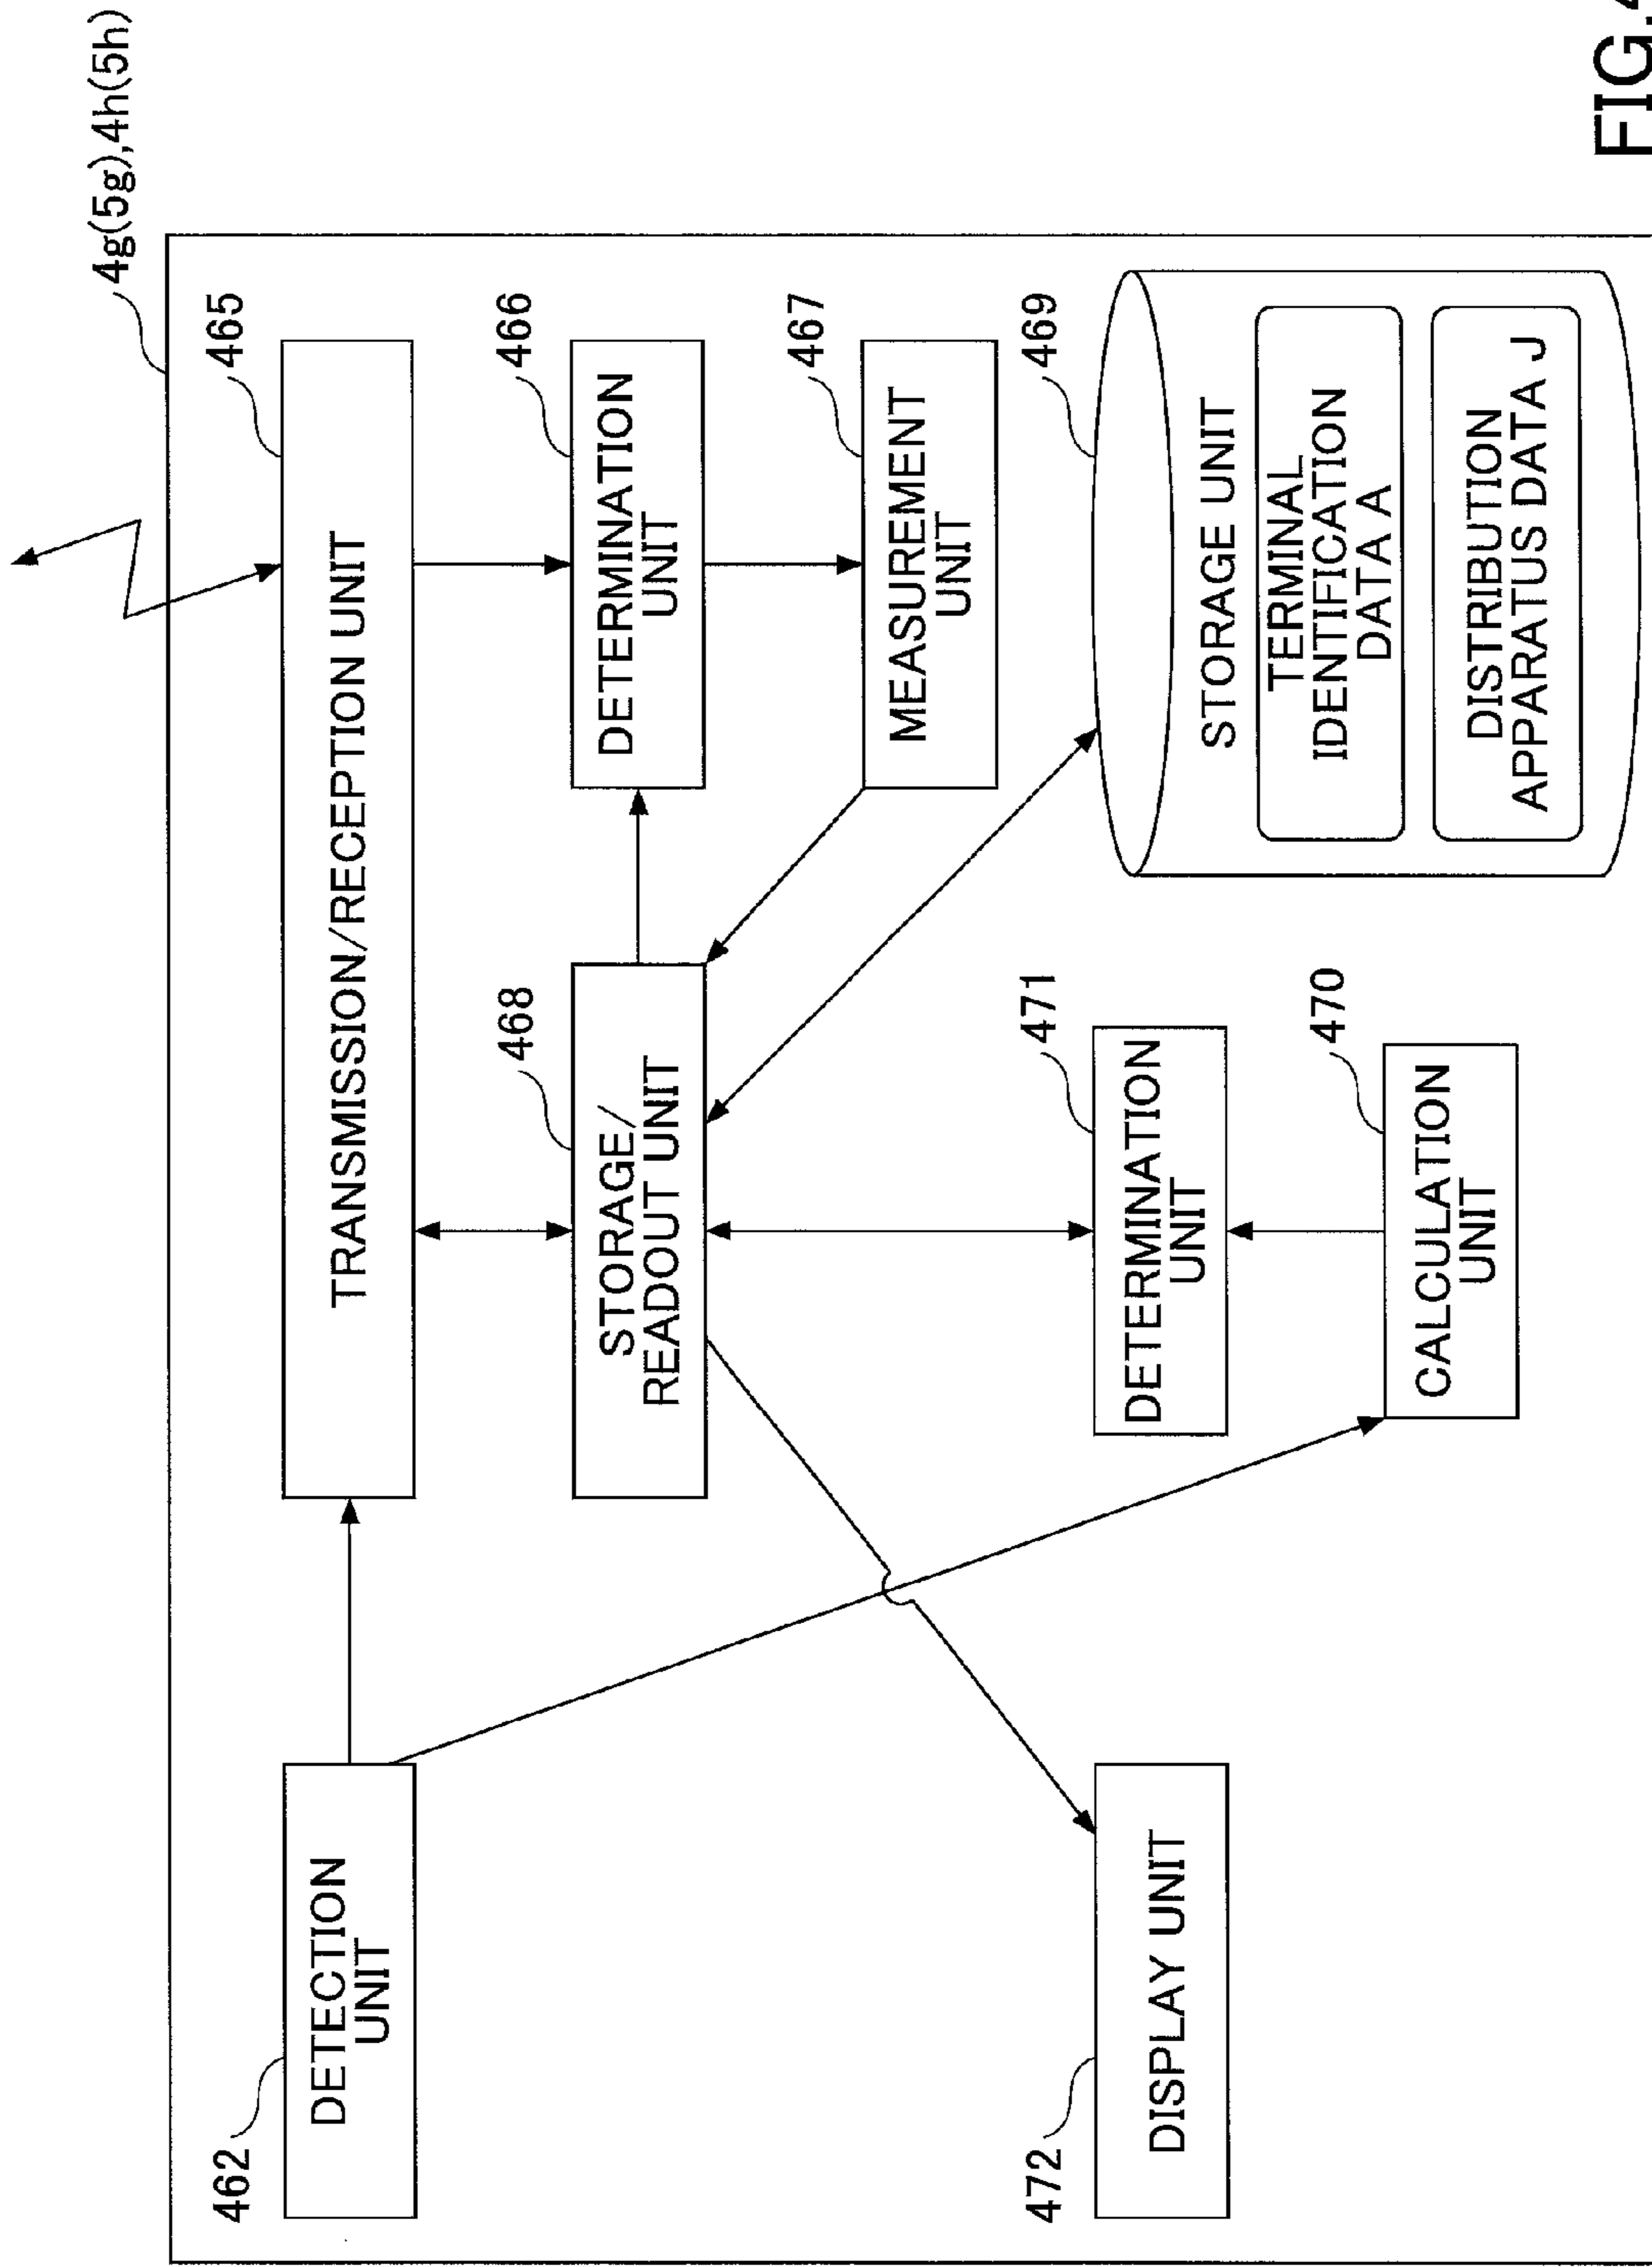 4g(5g),4h(5h)
462
DETECTION
UNIT
465
TRANSMISSION/RECEPTION UNIT
468
STORAGE/
READOUT UNIT
466
DETERMINATION
UNIT
467
MEASUREMENT
UNIT
472
DISPLAY UNIT
471
DETERMINATION
UNIT
470
CALCULATION
UNIT
469
STORAGE UNIT
TERMINAL
IDENTIFICATION
DATA A
DISTRIBUTION
APPARATUS DATA J